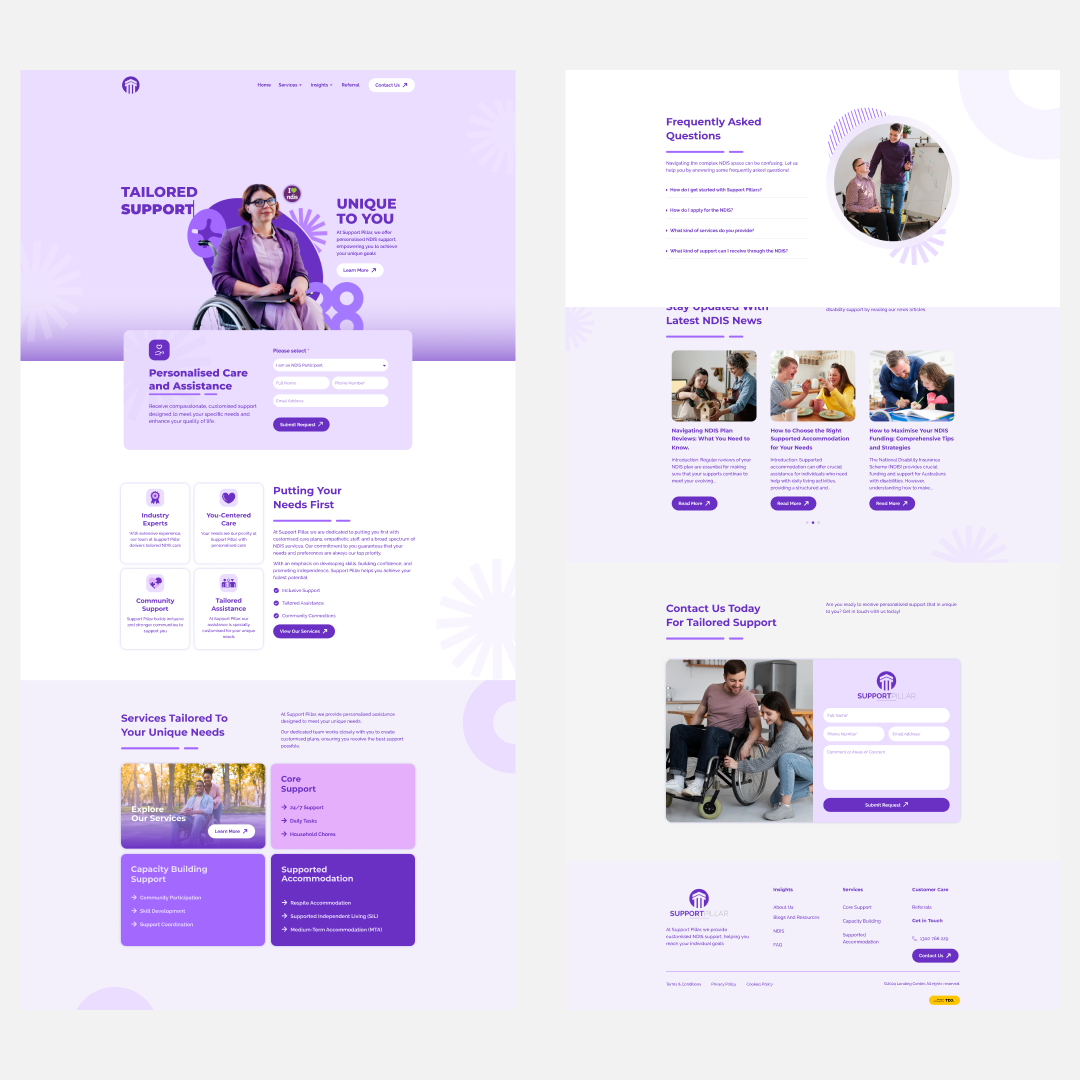 Home Services Insights Referral Contact Us
TAILORED
SUPPORT
I
ndis
UNIQUE
TO YOU
At Support Pillar, we offer
personalised NDIS support
empowering you to achieve
your unique goals
Learn More
Personalised Care
and Assistance
Receive compassionate, customised support
designed to meet your specific needs and
enhance your quality of life.
Please select *
I am an NDIS Participant
Full Name
Phone Number*
Email Address
Submit Request
Industry
Experts
With extensive experience,
our team at Support Pillar
delivers tailored NDIS care
You-Centered
Care
Your needs are our priority at
Support Pillar with
personalised care
Community
Support
Support Pillar builds inclusive
and stronger communities to
support you
Tailored
Assistance
At Support Pillar, our
assistance is specially
customised for your unique
needs
Putting Your
Needs First
At Support Pillar, we are dedicated to putting you first with
customised care plans, empathetic staff, and a broad spectrum of
NDIS services. Our commitment to you guarantees that your
needs and preferences are always our top priority.
With an emphasis on developing skills, building confidence, and
promoting independence, Support Pillar helps you achieve your
fullest potential.
Inclusive Support
Tailored Assistance
Community Connections
View Our Services
Services Tailored To
Your Unique Needs
At Support Pillar, we provide personalised assistance
designed to meet your unique needs.
Our dedicated team works closely with you to create
customised plans, ensuring you receive the best support
possible.
Explore
Our Services
Learn More
Core
Support
24/7 Support
Daily Tasks
Household Chores
Capacity Building
Support
Community Participation
Skill Development
Support Coordination
Supported
Accommodation
Respite Accommodation
Supported Independent Living (SIL)
Medium-Term Accommodation (MTA)
Frequently Asked
Questions
Navigating the complex NDIS space can be confusing. Let us
help you by answering some frequently asked questions!
How do I get started with Support Pillars?
How do I apply for the NDIS?
What kind of services do you provide?
What kind of support can I receive through the NDIS?
Stay Updated With
Latest NDIS News
disability support by reading our news articles.
Navigating NDIS Plan
Reviews: What You Need to
Know.
Introduction: Regular reviews of your
NDIS plan are essential for making
sure that your supports continue to
meet your evolving...
Read More
How to Choose the Right
Supported Accommodation
for Your Needs
Introduction: Supported
accommodation can offer crucial
assistance for individuals who need
help with daily living activities,
providing a structured and...
Read More
How to Maximise Your NDIS
Funding: Comprehensive Tips
and Strategies
The National Disability Insurance
Scheme (NDIS) provides crucial
funding and support for Australians
with disabilities. However,
understanding how to make...
Read More
Contact Us Today
For Tailored Support
Are you ready to receive personalised support that in unique
to you? Get in touch with us today!
SUPPORTPILLAR
Full Name*
Phone Number*
Email Address*
Comment or Areas of Concern
Submit Request
SUPPORTPILLAR
At Support Pillar, we provide
customised NDIS support, helping you
reach your individual goals.
Insights
About Us
Blogs And Resources
NDIS
FAQ
Services
Core Support
Capacity Building
Supported
Accommodation
Customer Care
Referrals
Get in Touch
1300 768 229
Contact Us
Terms & Conditions Privacy Policy Cookies Policy
All rights reserved.